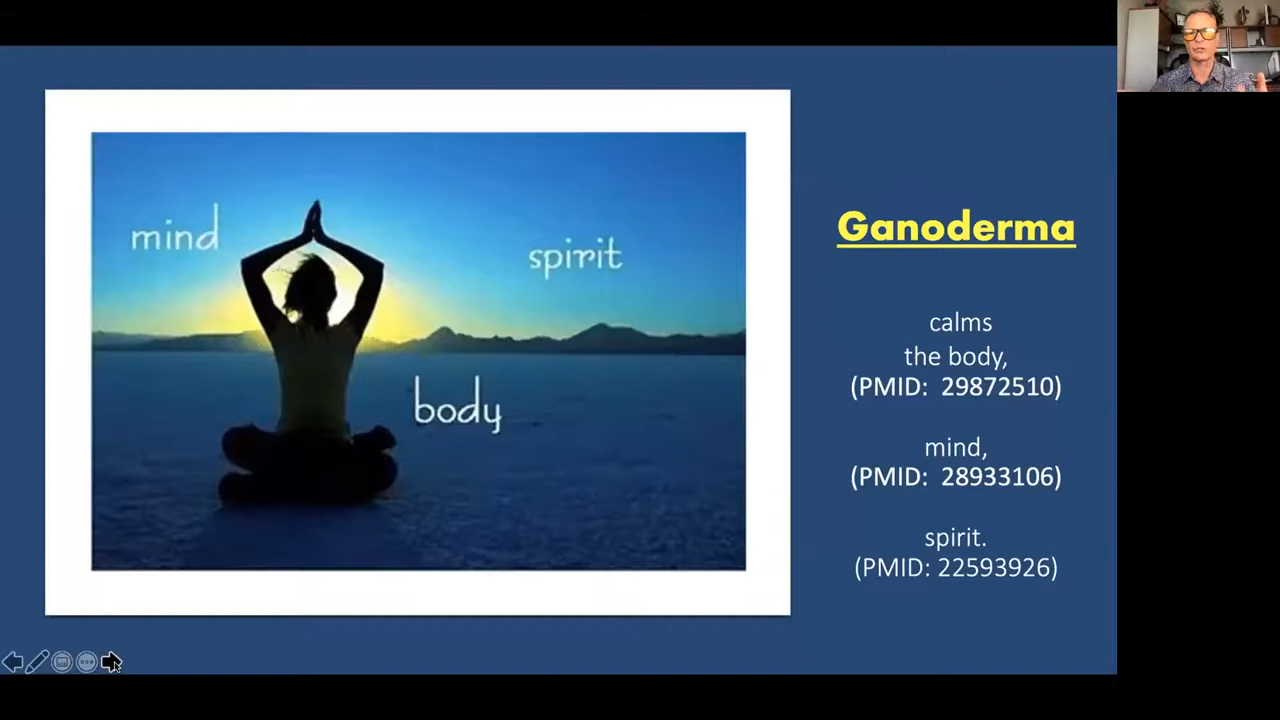 mind
spirit
body
Ganoderma
calms
the body,
(PMID: 29872510)
mind,
(PMID: 28933106)
spirit.
(PMID: 22593926)